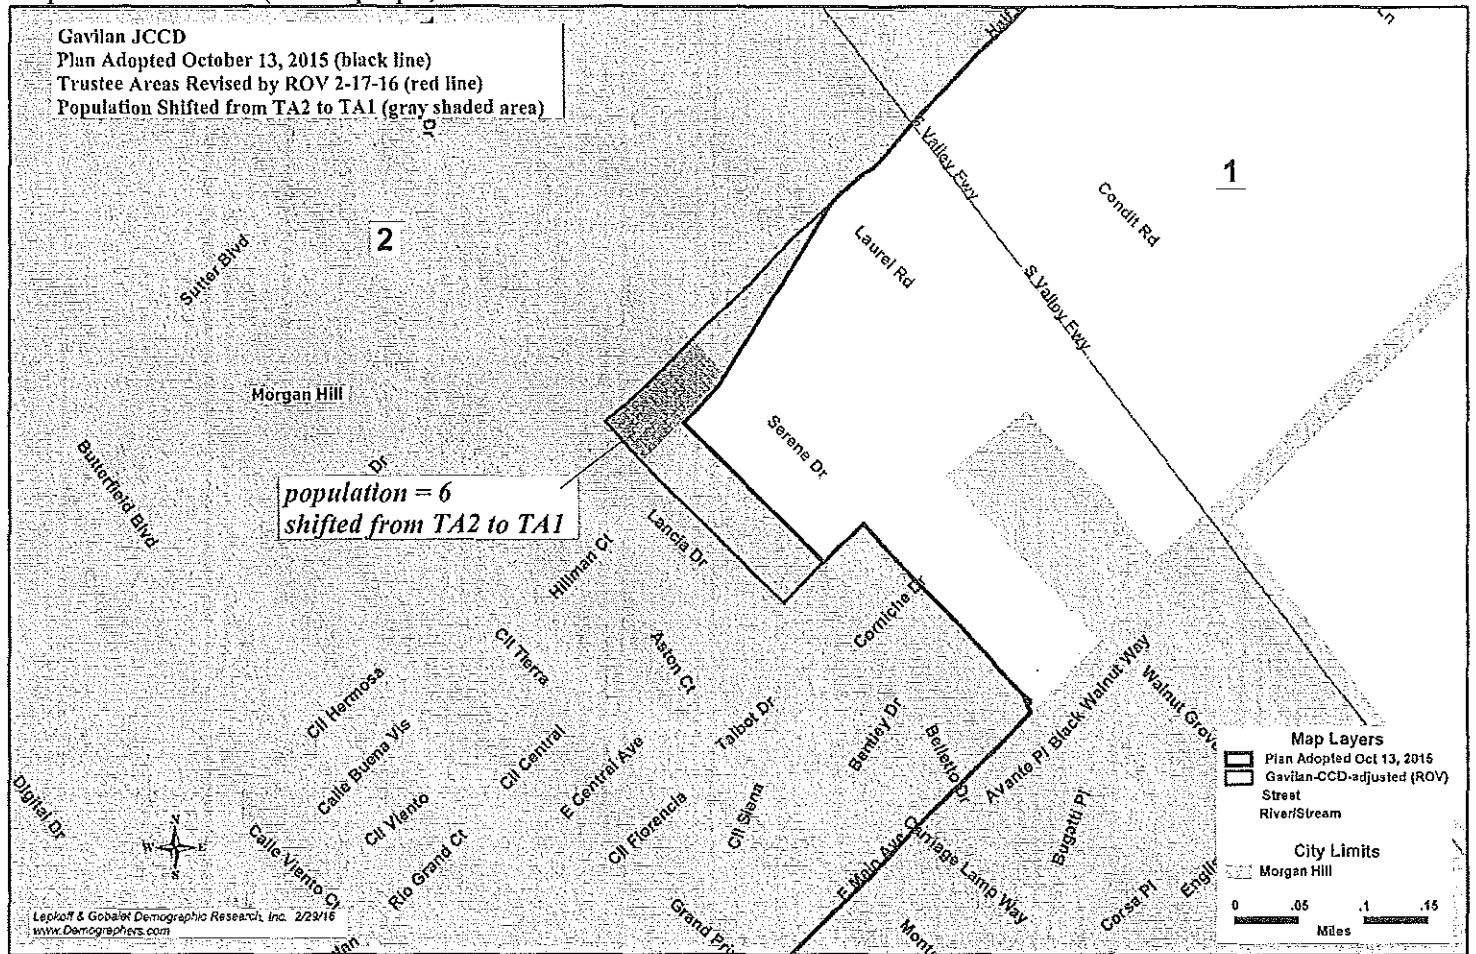 Gavilan JCCD
Plan Adopted October 13, 2015 (black line)
Trustee Areas Revised by ROV 2-17-16 (red line)
Population Shifted from TA2 to TA1 (gray shaded area)
Dr
Half
Ln
S Valley Fwy
1
Condit Rd
2
Laurel Rd
Sutter Blvd
S Valley Fwy
Morgan Hill
Serene Dr
Butterfield Blvd
Dr
population = 6
shifted from TA2 to TA1
Lancia Dr
Hillman Ct
Corniche Dr
Cll Tierra
Aston Ct
Cll Hermosa
Black Walnut Way
Walnut Grove
Talbot Dr
Calle Buena Vis
Cll Central
E Central Ave
Bentley Dr
Belletto Dr
Avante Pl
Digital Dr
Cll Viento
Cll Florencia
Cll Siena
Bugatti Pl
Calle Viento Ct
Rio Grand Ct
E Main Ave
Carriage Lamp Way
Corsa Pl
Englis
Grand Pri
Mont
N
W E
S
Map Layers
Plan Adopted Oct 13, 2015
Gavilan-CCD-adjusted (ROV)
Street
River/Stream
City Limits
Morgan Hill
0 .05 .1 .15
Miles
Lapkoff & Gobalet Demographic Research, Inc. 2/29/16
www.Demographers.com